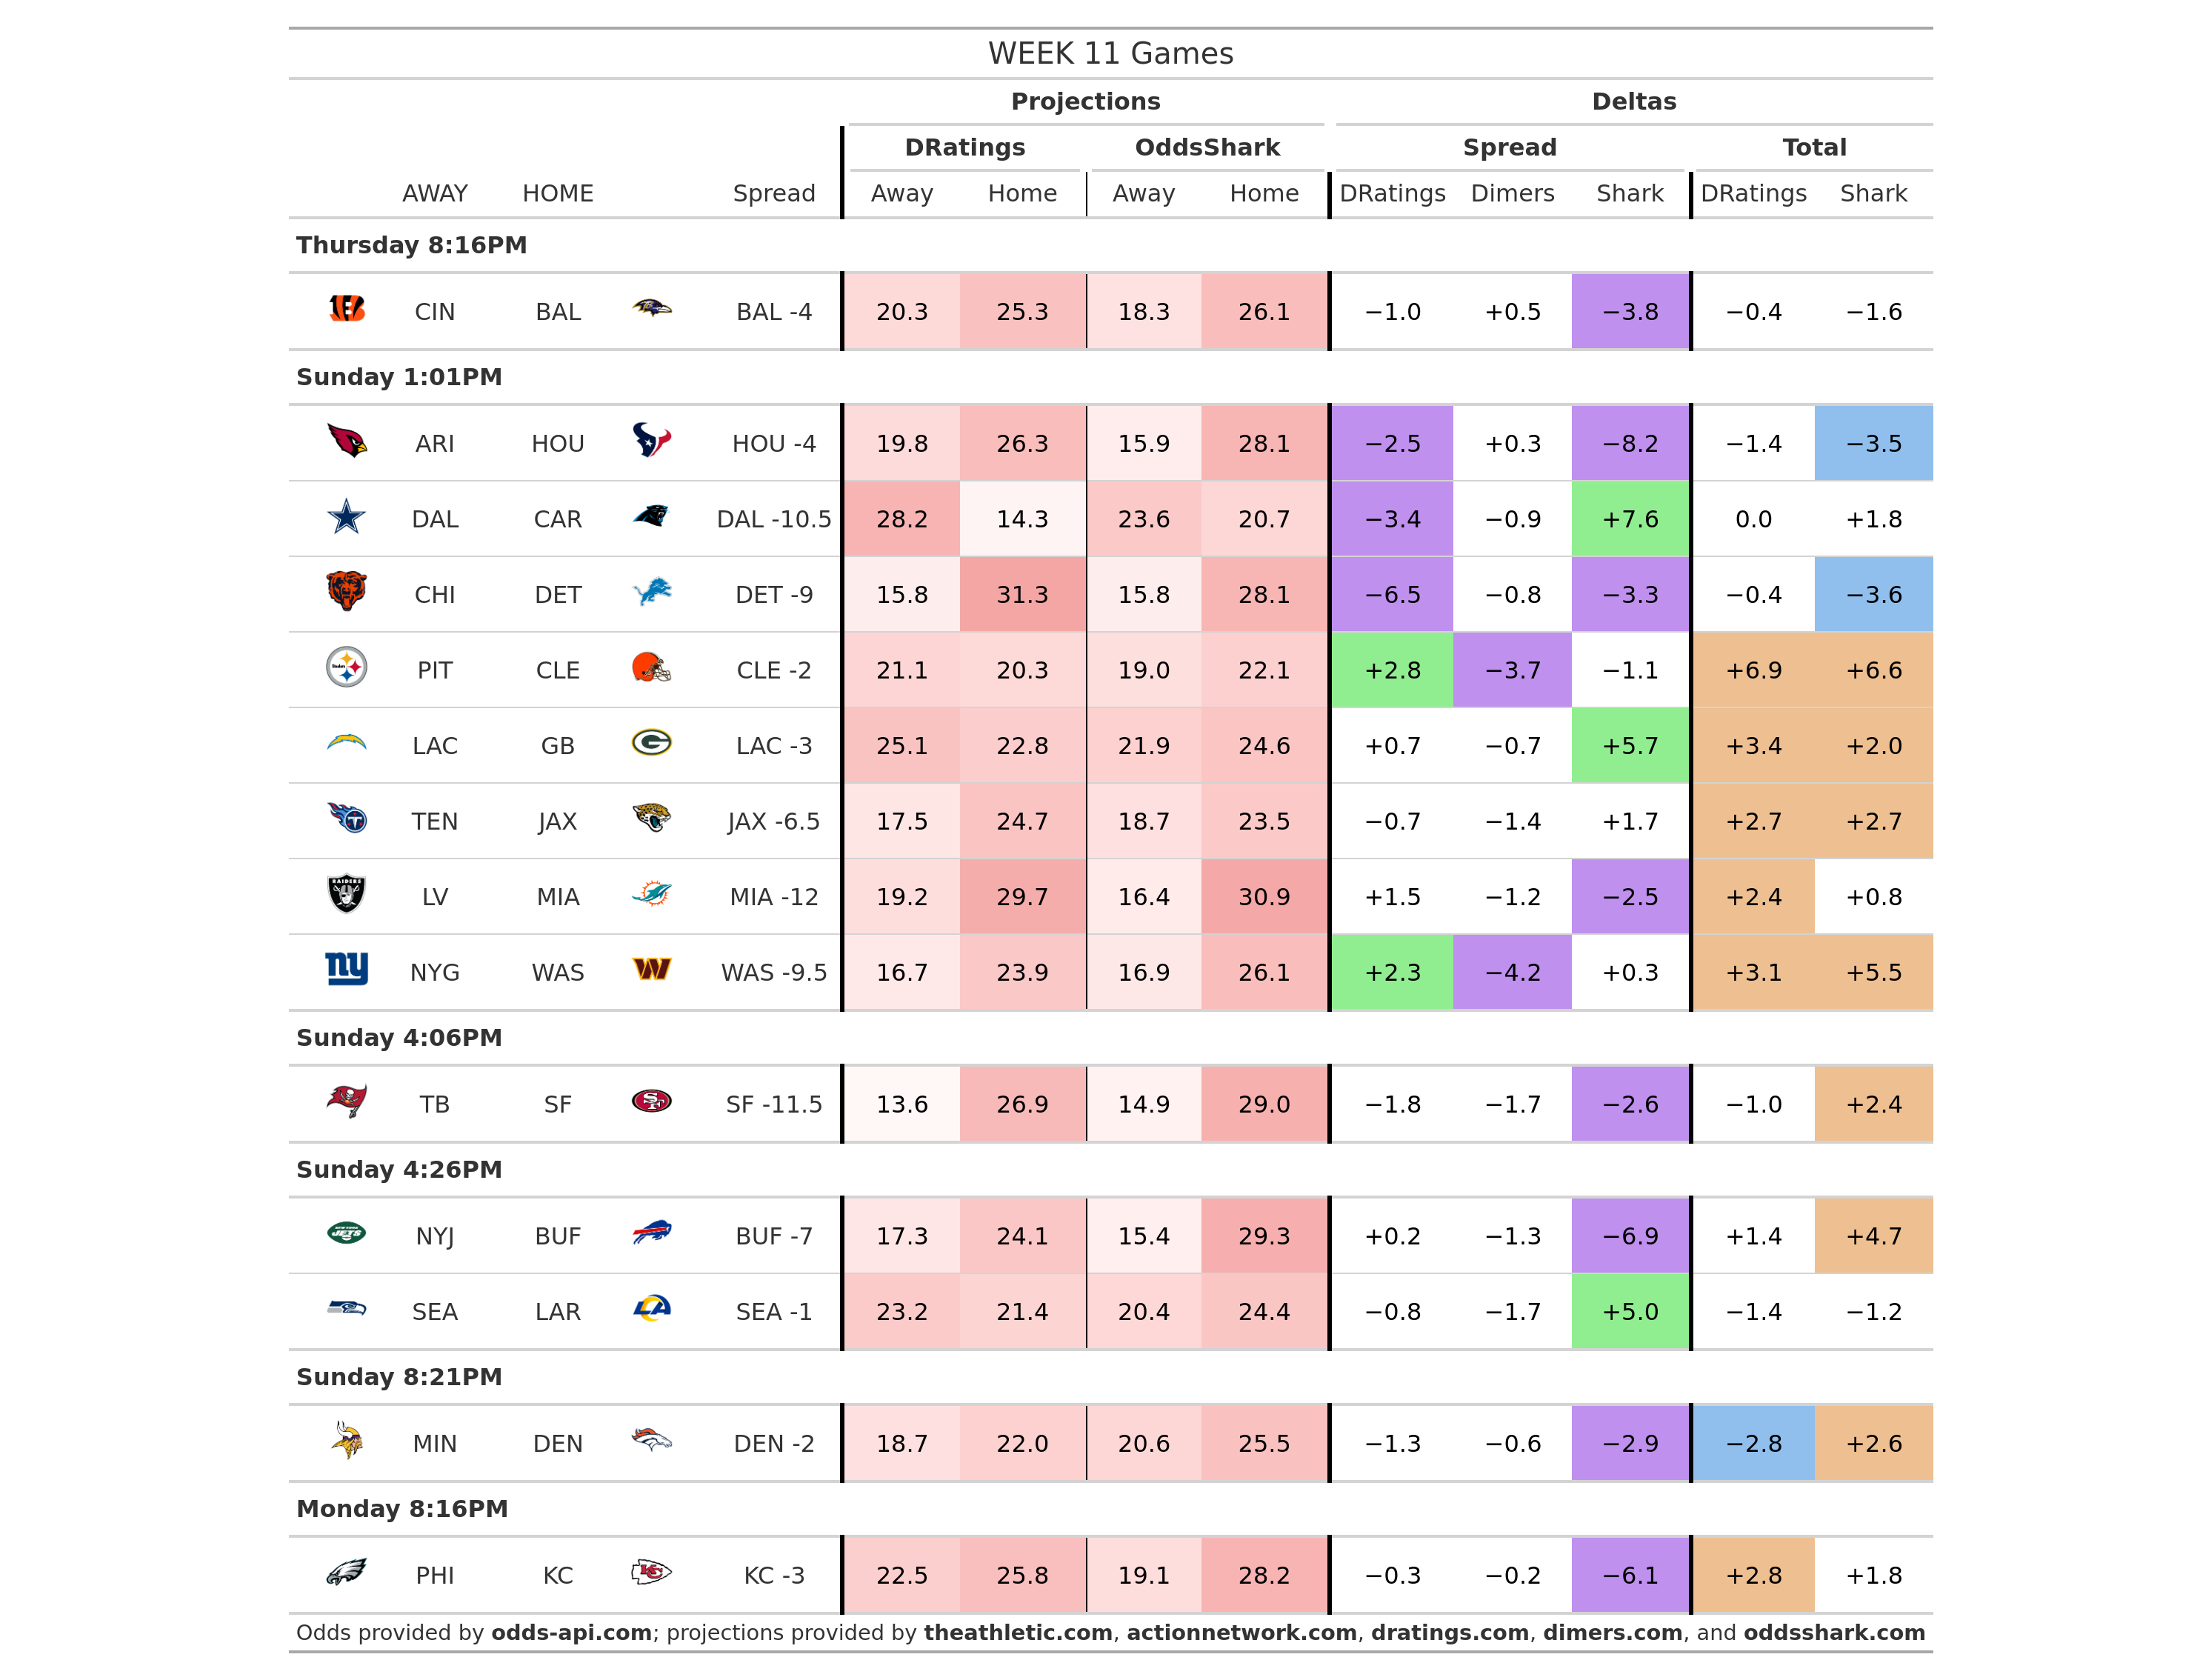 WEEK 11 Games
Projections Deltas
DRatings OddsShark Spread Total
AWAY HOME Spread Away Home Away Home DRatings Dimers Shark DRatings Shark
Thursday 8:16PM
CIN BAL BAL -4 20.3 25.3 18.3 26.1 −1.0 +0.5 −3.8 −0.4 −1.6
Sunday 1:01PM
ARI HOU HOU -4 19.8 26.3 15.9 28.1 −2.5 +0.3 −8.2 −1.4 −3.5
DAL CAR DAL -10.5 28.2 14.3 23.6 20.7 −3.4 −0.9 +7.6 0.0 +1.8
CHI DET DET -9 15.8 31.3 15.8 28.1 −6.5 −0.8 −3.3 −0.4 −3.6
PIT CLE CLE -2 21.1 20.3 19.0 22.1 +2.8 −3.7 −1.1 +6.9 +6.6
LAC GB LAC -3 25.1 22.8 21.9 24.6 +0.7 −0.7 +5.7 +3.4 +2.0
TEN JAX JAX -6.5 17.5 24.7 18.7 23.5 −0.7 −1.4 +1.7 +2.7 +2.7
RAIDERS LV MIA MIA -12 19.2 29.7 16.4 30.9 +1.5 −1.2 −2.5 +2.4 +0.8
ny NYG WAS W WAS -9.5 16.7 23.9 16.9 26.1 +2.3 −4.2 +0.3 +3.1 +5.5
Sunday 4:06PM
TB SF SF SF -11.5 13.6 26.9 14.9 29.0 −1.8 −1.7 −2.6 −1.0 +2.4
Sunday 4:26PM
JETS NYJ BUF BUF -7 17.3 24.1 15.4 29.3 +0.2 −1.3 −6.9 +1.4 +4.7
SEA LAR LA SEA -1 23.2 21.4 20.4 24.4 −0.8 −1.7 +5.0 −1.4 −1.2
Sunday 8:21PM
MIN DEN DEN -2 18.7 22.0 20.6 25.5 −1.3 −0.6 −2.9 −2.8 +2.6
Monday 8:16PM
PHI KC KC KC -3 22.5 25.8 19.1 28.2 −0.3 −0.2 −6.1 +2.8 +1.8
Odds provided by odds-api.com; projections provided by theathletic.com, actionnetwork.com, dratings.com, dimers.com, and oddsshark.com